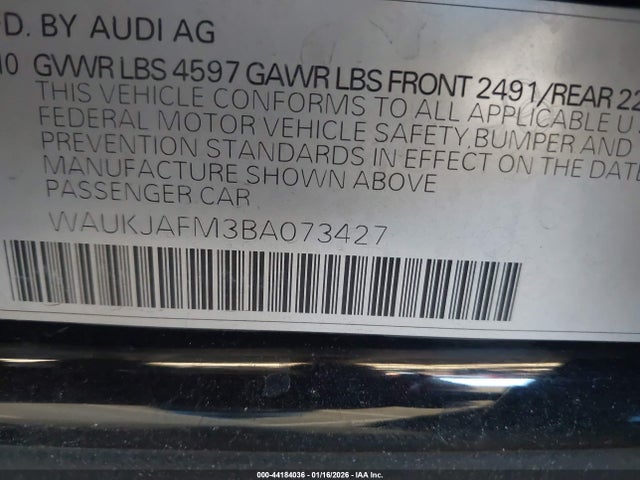 D. BY AUDI AG
10 GVWR LBS 4597 GAWR LBS FRONT 2491/REAR 22
THIS VEHICLE CONFORMS TO ALL APPLICABLE U
FEDERAL MOTOR VEHICLE SAFETY,BUMPER AND
PREVENTION STANDARDS IN EFFECT ON THE DATE
MANUFACTURE SHOWN ABOVE
PASSENGER CAR
WAUKJAFM3BA073427
000-44184036 - 01/16/2026 - IAA Inc.